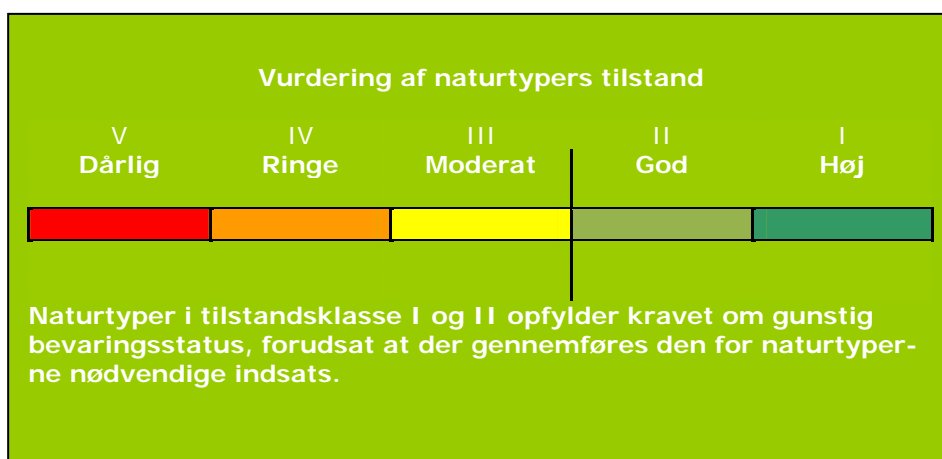 Vurdering af naturtypers tilstand
V IV III II I
Dårlig Ringe Moderat God Høj
Naturtyper i tilstandsklasse I og II opfylder kravet om gunstig
bevaringsstatus, forudsat at der gennemføres den for naturtyper-
ne nødvendige indsats.